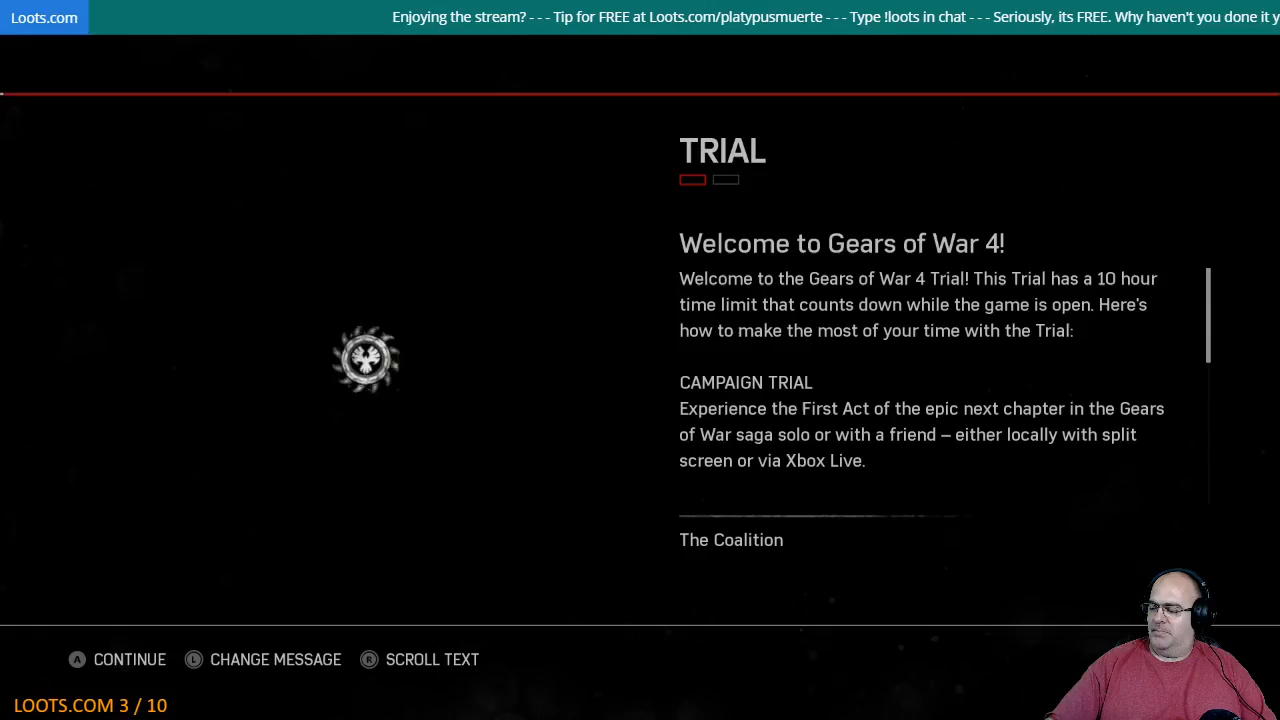 Loots.com
Enjoying the stream? - - - Tip for FREE at Loots.com/platypusmuerte - - - Type !loots in chat - - - Seriously, its FREE. Why haven't you done it y
TRIAL
Welcome to Gears of War 4!
Welcome to the Gears of War 4 Trial! This Trial has a 10 hour
time limit that counts down while the game is open. Here's
how to make the most of your time with the Trial:
CAMPAIGN TRIAL
Experience the First Act of the epic next chapter in the Gears
of War saga solo or with a friend – either locally with split
screen or via Xbox Live.
The Coalition
A CONTINUE L CHANGE MESSAGE R SCROLL TEXT
LOOTS.COM 3 / 10